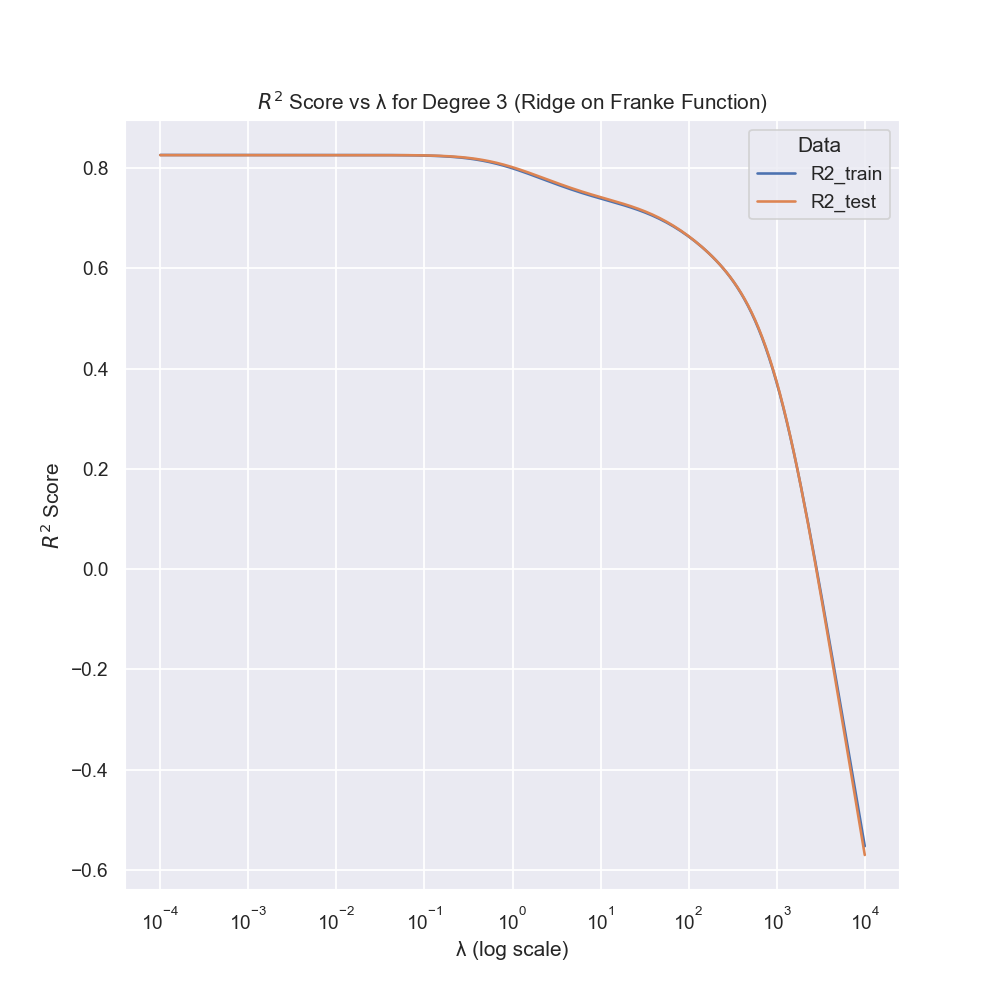 R² Score vs λ for Degree 3 (Ridge on Franke Function)
Data
R2_train
R2_test
R² Score
0.8
0.6
0.4
0.2
0.0
−0.2
−0.4
−0.6
10⁻⁴ 10⁻³ 10⁻² 10⁻¹ 10⁰ 10¹ 10² 10³ 10⁴
λ (log scale)